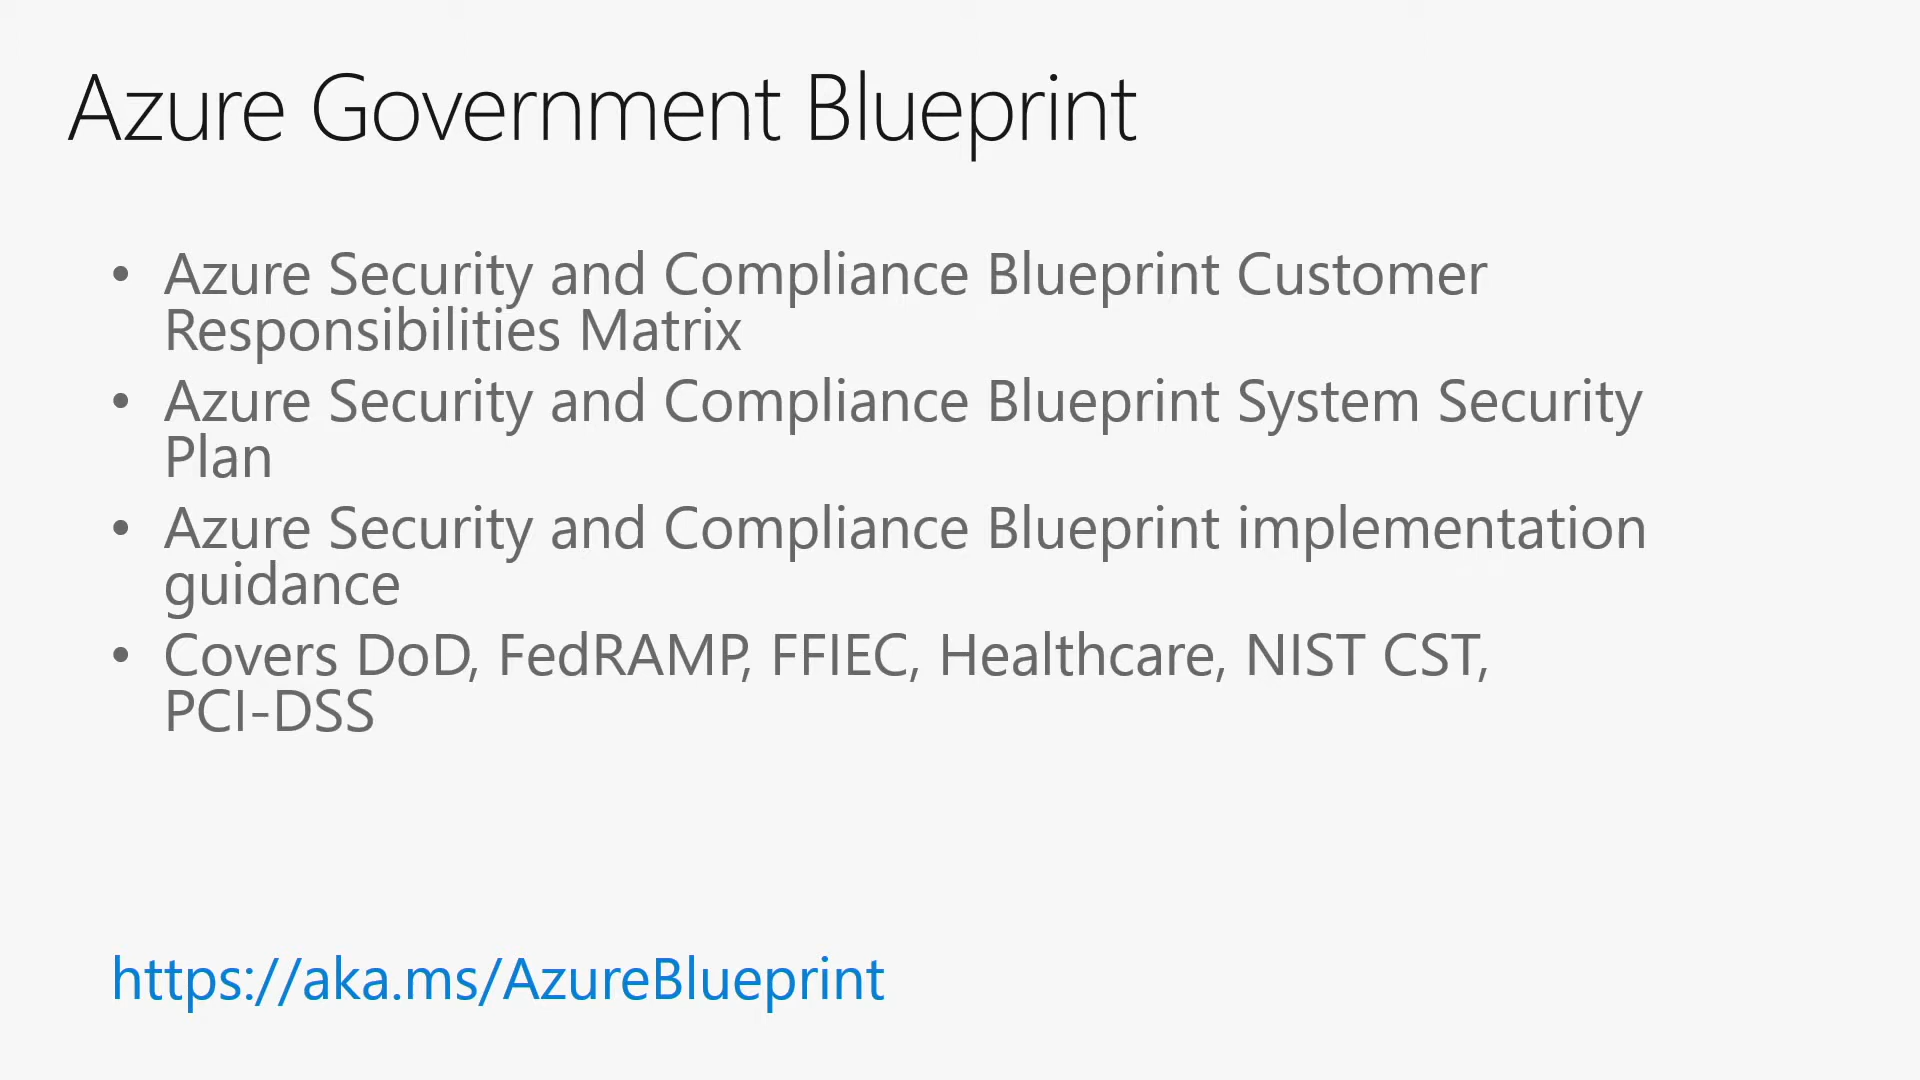 Azure Government Blueprint
• Azure Security and Compliance Blueprint Customer
Responsibilities Matrix
• Azure Security and Compliance Blueprint System Security
Plan
• Azure Security and Compliance Blueprint implementation
guidance
• Covers DoD, FedRAMP, FFIEC, Healthcare, NIST CST,
PCI-DSS
https://aka.ms/AzureBlueprint